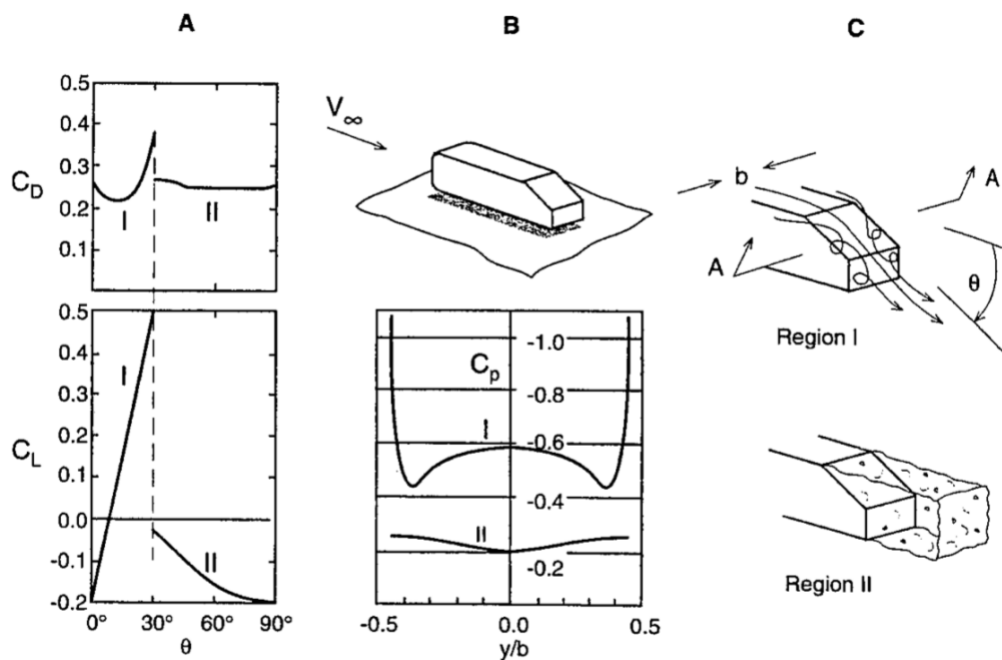 A
B
C
0.5
0.4
C_D
0.3
0.2
0.1
I
II
0.5
0.4
0.3
C_L
0.2
0.1
0.0
-0.1
-0.2
I
II
0° 30° 60° 90°
θ
V_∞
-1.0
C_p
-0.8
I
-0.6
-0.4
II
-0.2
-0.5 0.0 0.5
y/b
b
A
A
θ
Region I
Region II